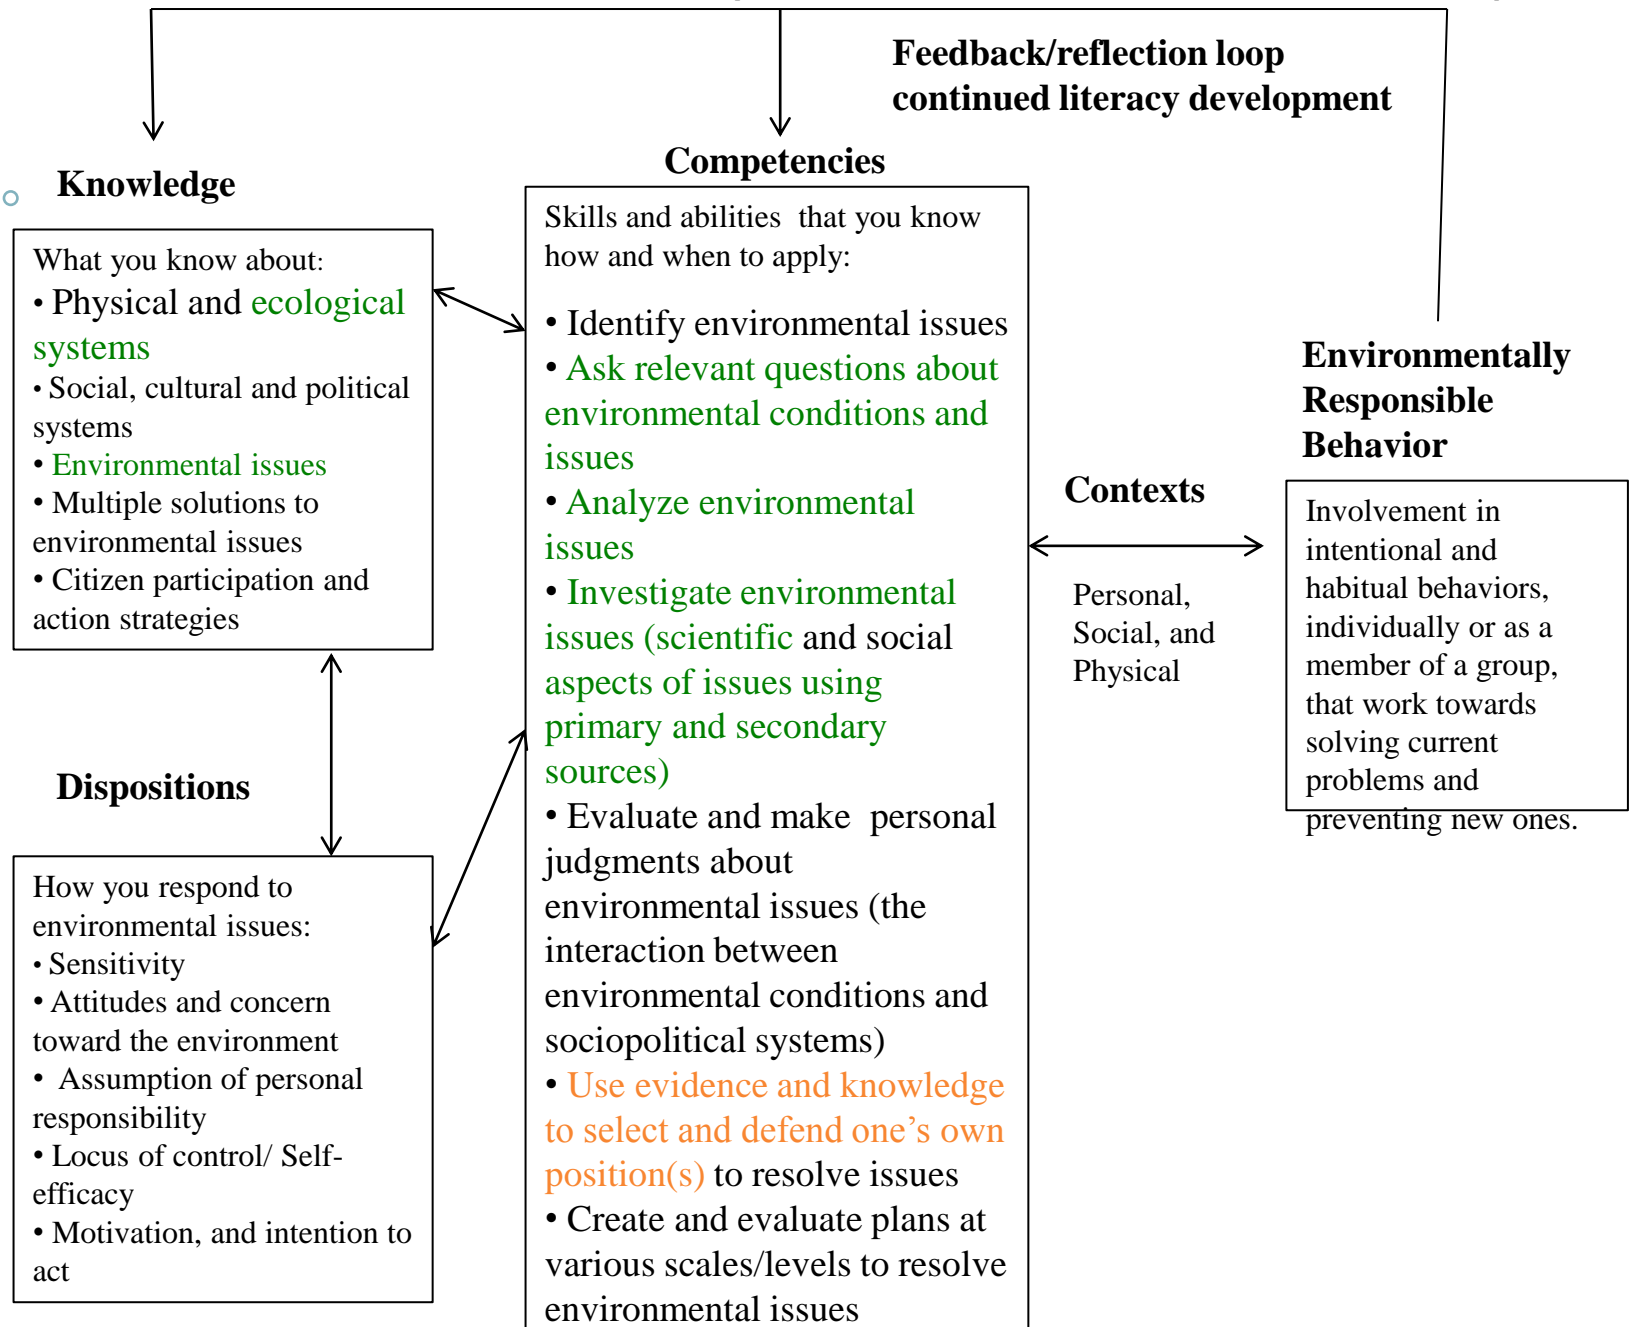 Feedback/reflection loop
continued literacy development
Knowledge
What you know about:
• Physical and ecological
systems
• Social, cultural and political
systems
• Environmental issues
• Multiple solutions to
environmental issues
• Citizen participation and
action strategies
Dispositions
How you respond to
environmental issues:
• Sensitivity
• Attitudes and concern
toward the environment
• Assumption of personal
responsibility
• Locus of control/ Self-
efficacy
• Motivation, and intention to
act
Competencies
Skills and abilities that you know
how and when to apply:
• Identify environmental issues
• Ask relevant questions about
environmental conditions and
issues
• Analyze environmental
issues
• Investigate environmental
issues (scientific and social
aspects of issues using
primary and secondary
sources)
• Evaluate and make personal
judgments about
environmental issues (the
interaction between
environmental conditions and
sociopolitical systems)
• Use evidence and knowledge
to select and defend one’s own
position(s) to resolve issues
• Create and evaluate plans at
various scales/levels to resolve
environmental issues
Contexts
Personal,
Social, and
Physical
Environmentally
Responsible
Behavior
Involvement in
intentional and
habitual behaviors,
individually or as a
member of a group,
that work towards
solving current
problems and
preventing new ones.